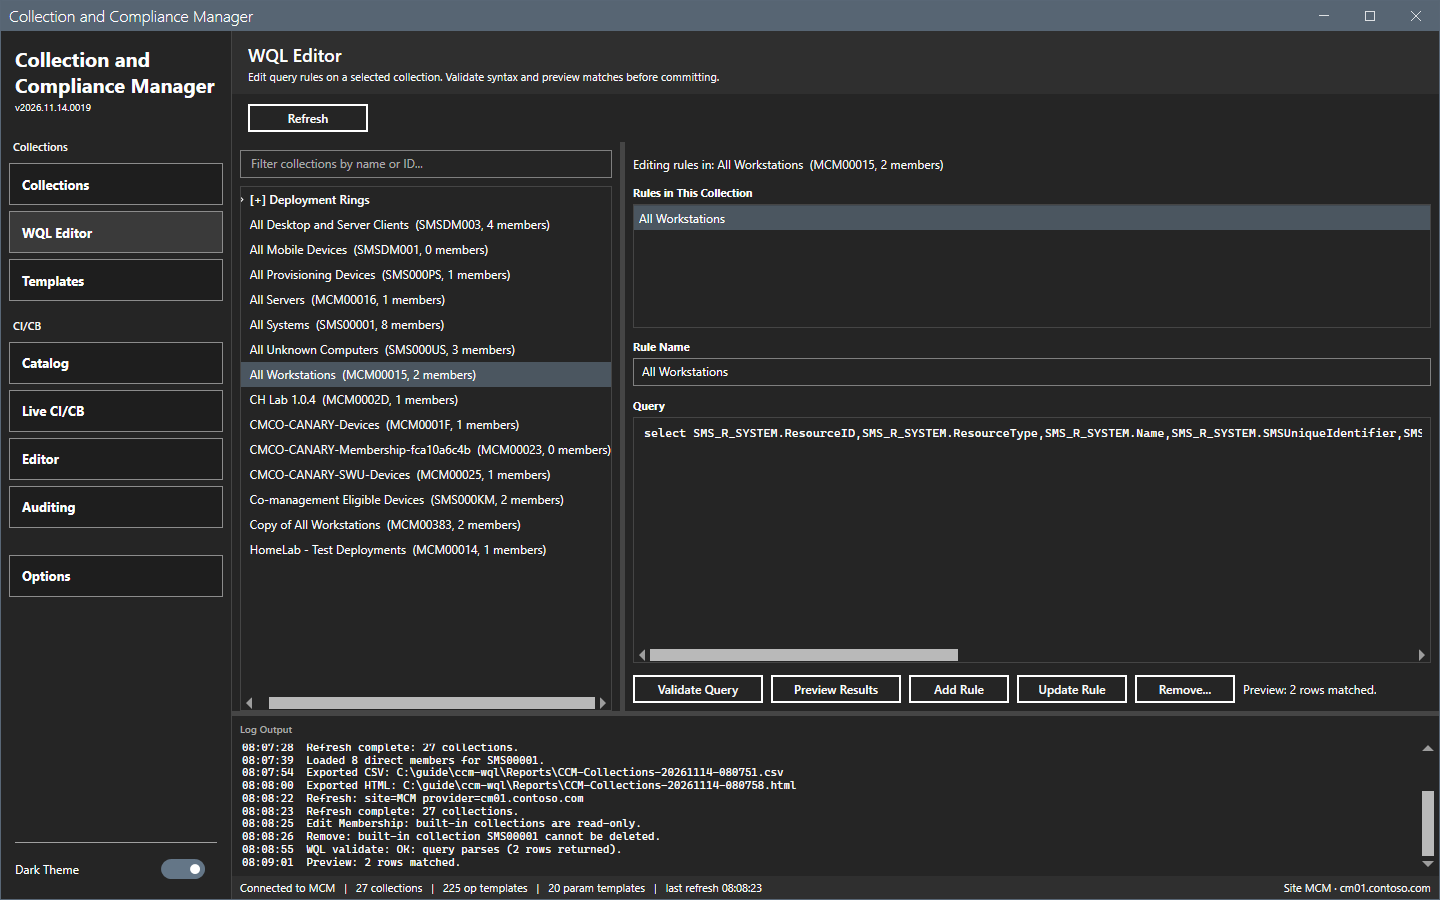 Collection and Compliance Manager
Collection and
Compliance Manager
v2026.11.14.0019
Collections
Collections
WQL Editor
Templates
CI/CB
Catalog
Live CI/CB
Editor
Auditing
Options
Dark Theme
WQL Editor
Edit query rules on a selected collection. Validate syntax and preview matches before committing.
Refresh
Filter collections by name or ID...
[+] Deployment Rings
All Desktop and Server Clients (SMSDM003, 4 members)
All Mobile Devices (SMSDM001, 0 members)
All Provisioning Devices (SMS000PS, 1 members)
All Servers (MCM00016, 1 members)
All Systems (SMS00001, 8 members)
All Unknown Computers (SMS000US, 3 members)
All Workstations (MCM00015, 2 members)
CH Lab 1.0.4 (MCM0002D, 1 members)
CMCO-CANARY-Devices (MCM0001F, 1 members)
CMCO-CANARY-Membership-fca10a6c4b (MCM00023, 0 members)
CMCO-CANARY-SWU-Devices (MCM00025, 1 members)
Co-management Eligible Devices (SMS000KM, 2 members)
Copy of All Workstations (MCM00383, 2 members)
HomeLab - Test Deployments (MCM00014, 1 members)
Editing rules in: All Workstations (MCM00015, 2 members)
Rules in This Collection
All Workstations
Rule Name
All Workstations
Query
select SMS_R_SYSTEM.ResourceID,SMS_R_SYSTEM.ResourceType,SMS_R_SYSTEM.Name,SMS_R_SYSTEM.SMSUniqueIdentifier,SMS
Validate Query
Preview Results
Add Rule
Update Rule
Remove...
Preview: 2 rows matched.
Log Output
08:07:28 Refresh complete: 27 collections.
08:07:39 Loaded 8 direct members for SMS00001.
08:07:54 Exported CSV: C:\guide\ccm-wql\Reports\CCM-Collections-20261114-080751.csv
08:08:00 Exported HTML: C:\guide\ccm-wql\Reports\CCM-Collections-20261114-080758.html
08:08:22 Refresh: site=MCM provider=cm01.contoso.com
08:08:23 Refresh complete: 27 collections.
08:08:25 Edit Membership: built-in collections are read-only.
08:08:26 Remove: built-in collection SMS00001 cannot be deleted.
08:08:55 WQL validate: OK: query parses (2 rows returned).
08:09:01 Preview: 2 rows matched.
Connected to MCM | 27 collections | 225 op templates | 20 param templates | last refresh 08:08:23
Site MCM · cm01.contoso.com